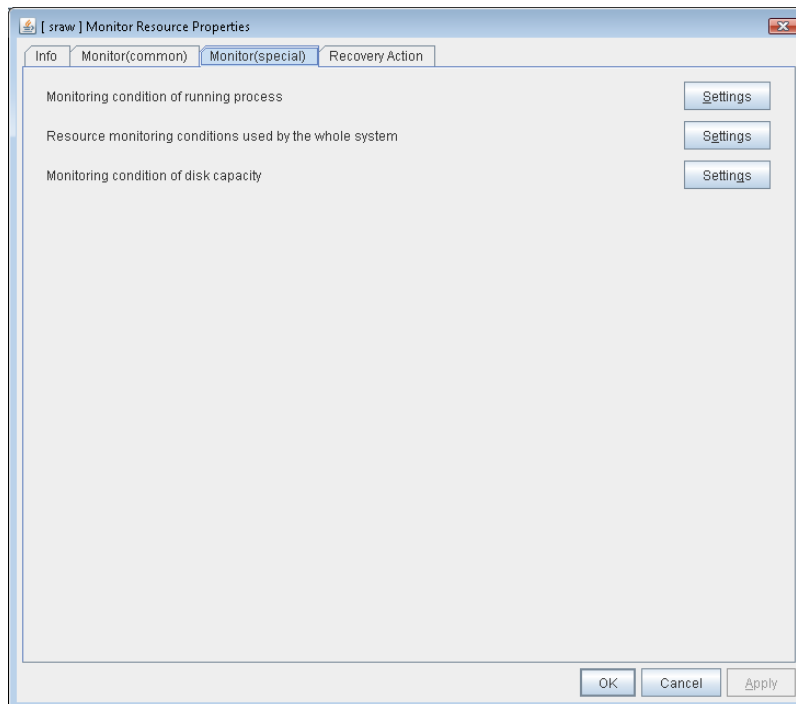 [ sraw ] Monitor Resource Properties
Info Monitor(common) Monitor(special) Recovery Action
Monitoring condition of running process Settings
Resource monitoring conditions used by the whole system Settings
Monitoring condition of disk capacity Settings
OK Cancel Apply